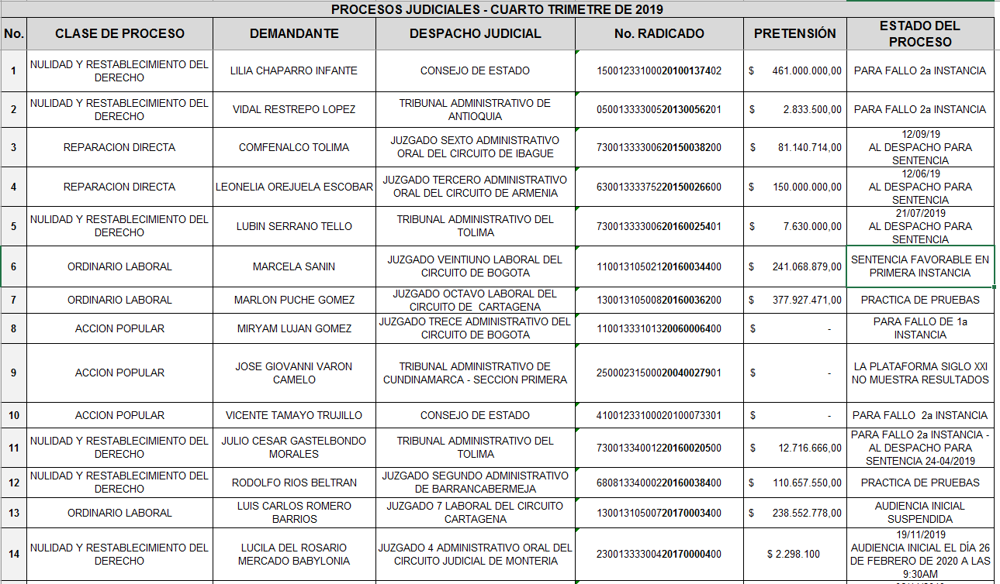 PROCESOS JUDICIALES - CUARTO TRIMETRE DE 2019
No. CLASE DE PROCESO DEMANDANTE DESPACHO JUDICIAL No. RADICADO PRETENSIÓN ESTADO DEL
PROCESO
1 NULIDAD Y RESTABLECIMIENTO DEL
DERECHO LILIA CHAPARRO INFANTE CONSEJO DE ESTADO 15001233100020100137402 $ 461.000.000,00 PARA FALLO 2a INSTANCIA
2 NULIDAD Y RESTABLECIMIENTO DEL
DERECHO VIDAL RESTREPO LOPEZ TRIBUNAL ADMINISTRATIVO DE
ANTIOQUIA 05001333300520130056201 $ 2.833.500,00 PARA FALLO 2a INSTANCIA
3 REPARACION DIRECTA COMFENALCO TOLIMA JUZGADO SEXTO ADMINISTRATIVO
ORAL DEL CIRCUITO DE IBAGUE 73001333300620150038200 $ 81.140.714,00 12/09/19
AL DESPACHO PARA
SENTENCIA
4 REPARACION DIRECTA LEONELIA OREJUELA ESCOBAR JUZGADO TERCERO ADMINISTRATIVO
ORAL DEL CIRCUITO DE ARMENIA 63001333375220150026600 $ 150.000.000,00 12/06/19
AL DESPACHO PARA
SENTENCIA
5 NULIDAD Y RESTABLECIMIENTO DEL
DERECHO LUBIN SERRANO TELLO TRIBUNAL ADMINISTRATIVO DEL
TOLIMA 73001333300620160025401 $ 7.630.000,00 21/07/2019
AL DESPACHO PARA
SENTENCIA
6 ORDINARIO LABORAL MARCELA SANIN JUZGADO VEINTIUNO LABORAL DEL
CIRCUITO DE BOGOTA 11001310502120160034400 $ 241.068.879,00 SENTENCIA FAVORABLE EN
PRIMERA INSTANCIA
7 ORDINARIO LABORAL MARLON PUCHE GOMEZ JUZGADO OCTAVO LABORAL DEL
CIRCUITO DE CARTAGENA 13001310500820160036200 $ 377.927.471,00 PRACTICA DE PRUEBAS
8 ACCION POPULAR MIRYAM LUJAN GOMEZ JUZGADO TRECE ADMINISTRATIVO DEL
CIRCUITO DE BOGOTA 11001333101320060006400 $ - PARA FALLO DE 1a
INSTANCIA
9 ACCION POPULAR JOSE GIOVANNI VARON
CAMELO TRIBUNAL ADMINISTRATIVO DE
CUNDINAMARCA - SECCION PRIMERA 25000231500020040027901 $ - LA PLATAFORMA SIGLO XXI
NO MUESTRA RESULTADOS
10 ACCION POPULAR VICENTE TAMAYO TRUJILLO CONSEJO DE ESTADO 41001233100020100073301 $ - PARA FALLO 2a INSTANCIA
11 NULIDAD Y RESTABLECIMIENTO DEL
DERECHO JULIO CESAR GASTELBONDO
MORALES TRIBUNAL ADMINISTRATIVO DEL
TOLIMA 73001334001220160020500 $ 12.716.666,00 PARA FALLO 2a INSTANCIA -
AL DESPACHO PARA
SENTENCIA 24-04/2019
12 NULIDAD Y RESTABLECIMIENTO DEL
DERECHO RODOLFO RIOS BELTRAN JUZGADO SEGUNDO ADMINISTRATIVO
DE BARRANCABERMEJA 68081334000220160038400 $ 110.657.550,00 PRACTICA DE PRUEBAS
13 ORDINARIO LABORAL LUIS CARLOS ROMERO
BARRIOS JUZGADO 7 LABORAL DEL CIRCUITO
CARTAGENA 13001310500720170003400 $ 238.552.778,00 AUDIENCIA INICIAL
SUSPENDIDA
14 NULIDAD Y RESTABLECIMIENTO DEL
DERECHO LUCILA DEL ROSARIO
MERCADO BABYLONIA JUZGADO 4 ADMINISTRATIVO ORAL DEL
CIRCUITO JUDICIAL DE MONTERIA 23001333300420170000400 $ 2.298.100 19/11/2019
AUDIENCIA INICIAL EL DÍA 26
DE FEBRERO DE 2020 A LAS
9:30AM